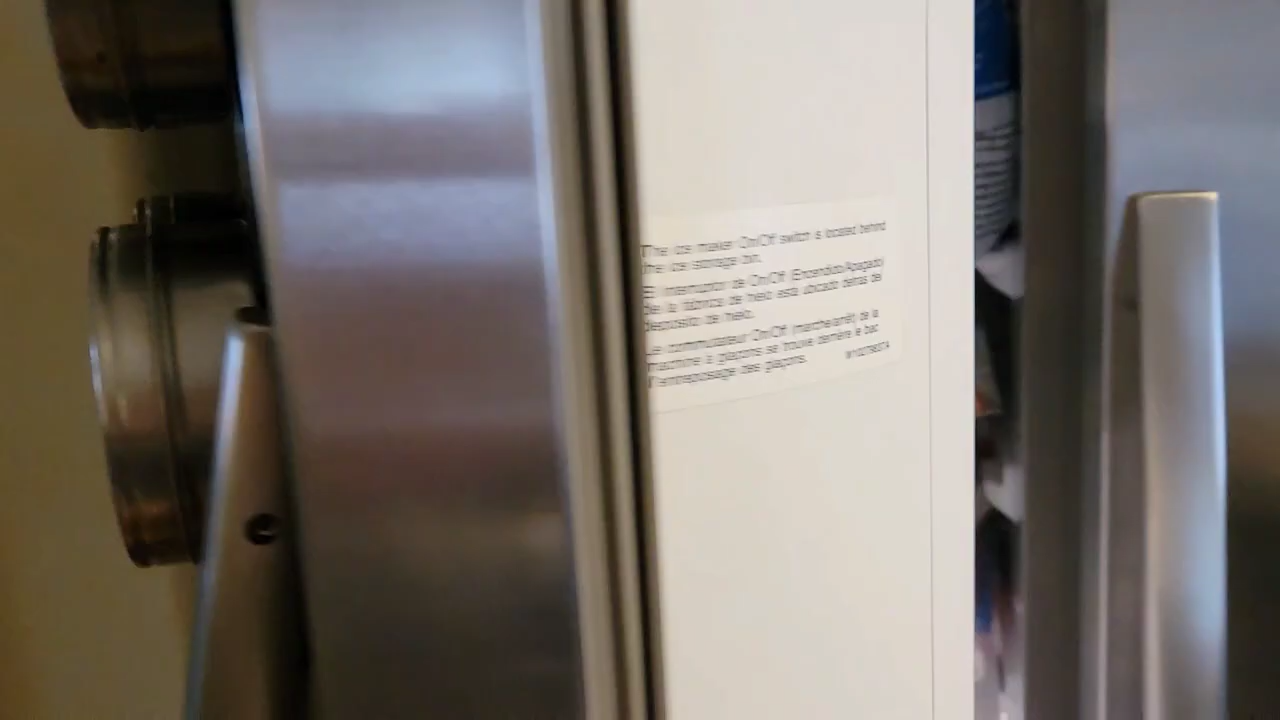 The ice maker On/Off switch is located behind
the ice storage bin.
El interruptor de On/Off (Encendido/Apagado)
de la fábrica de hielo está ubicado detrás del
depósito de hielo.
Le commutateur On/Off (marche/arrêt) de la
machine à glaçons se trouve derrière le bac
d'entreposage des glaçons.